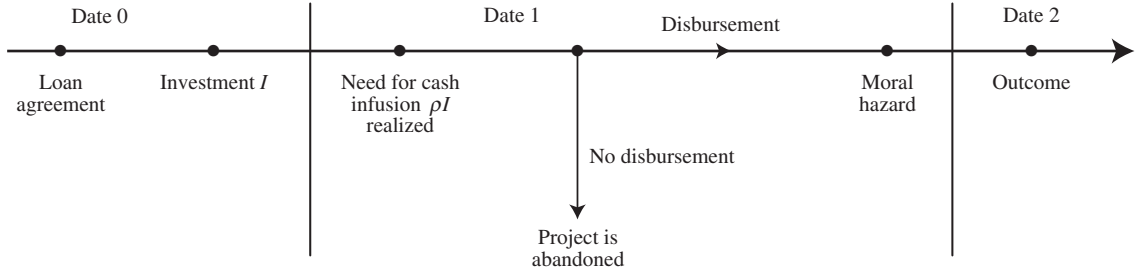 Date 0
Date 1
Date 2
Disbursement
Loan
agreement
Investment I
Need for cash
infusion ρI
realized
Moral
hazard
Outcome
No disbursement
Project is
abandoned